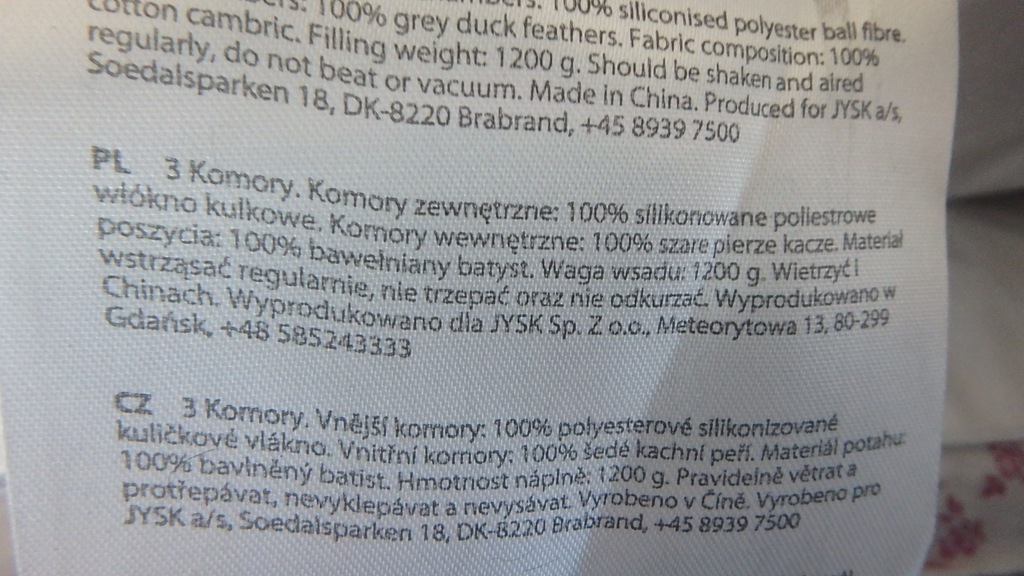 100% siliconised polyester ball fibre.
100% grey duck feathers. Fabric composition: 100%
cotton cambric. Filling weight: 1200 g. Should be shaken and aired
regularly, do not beat or vacuum. Made in China. Produced for JYSK a/s,
Soedalsparken 18, DK-8220 Brabrand, +45 8939 7500
PL 3 Komory. Komory zewnętrzne: 100% silikonowane poliestrowe
włókno kulkowe. Komory wewnętrzne: 100% szare pierze kacze. Materiał
poszycia: 100% bawełniany batyst. Waga wsadu: 1200 g. Wietrzyć i
wstrząsać regularnie, nie trzepać oraz nie odkurzać. Wyprodukowano w
Chinach. Wyprodukowano dla JYSK Sp. Z o.o., Meteorytowa 13, 80-299
Gdańsk, +48 585243333
CZ 3 Komory. Vnější komory: 100% polyesterové silikonizované
kuličkové vlákno. Vnitřní komory: 100% šedé kachní peří. Materiál potahu:
100% bavlněný batist. Hmotnost náplně: 1200 g. Pravidelně větrat a
protřepávat, nevyklepávat a nevysávat. Vyrobeno v Číně. Vyrobeno pro
JYSK a/s, Soedalsparken 18, DK-8220 Brabrand, +45 8939 7500